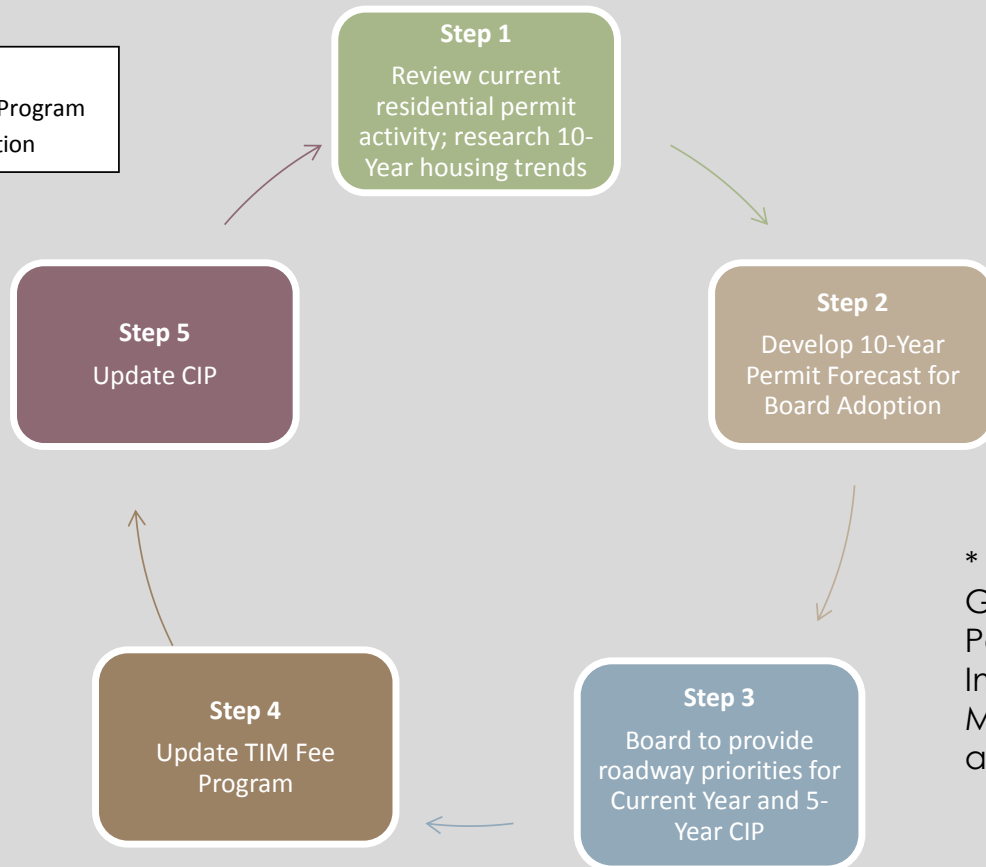 Program
Step 1
Review current
residential permit
activity; research 10-
Year housing trends
Step 2
Develop 10-Year
Permit Forecast for
Board Adoption
Step 3
Board to provide
roadway priorities for
Current Year and 5-
Year CIP
Step 4
Update TIM Fee
Program
Step 5
Update CIP
*